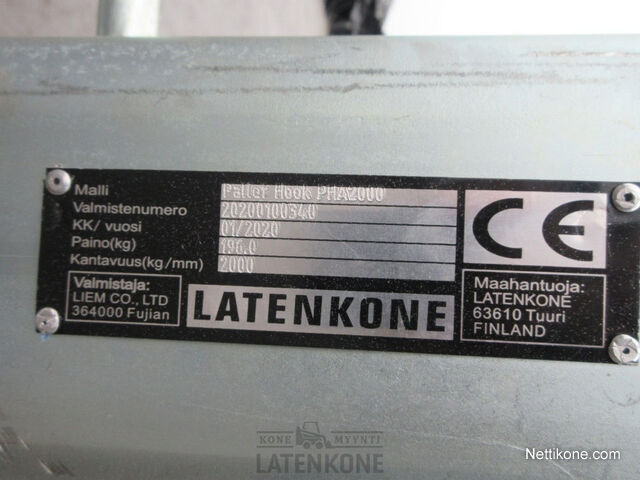 Malli Paller Hook PHA2000
Valmistenumero 20200100340
KK/ vuosi 01/2020
Paino(kg) 196.0
Kantavuus(kg/mm) 2000
CE
Valmistaja:
LIEM CO., LTD
364000 Fujian
LATENKONE
Maahantuoja:
LATENKONE
63610 Tuuri
FINLAND
KONE MYYNTI
LATENKONE
Nettikone.com